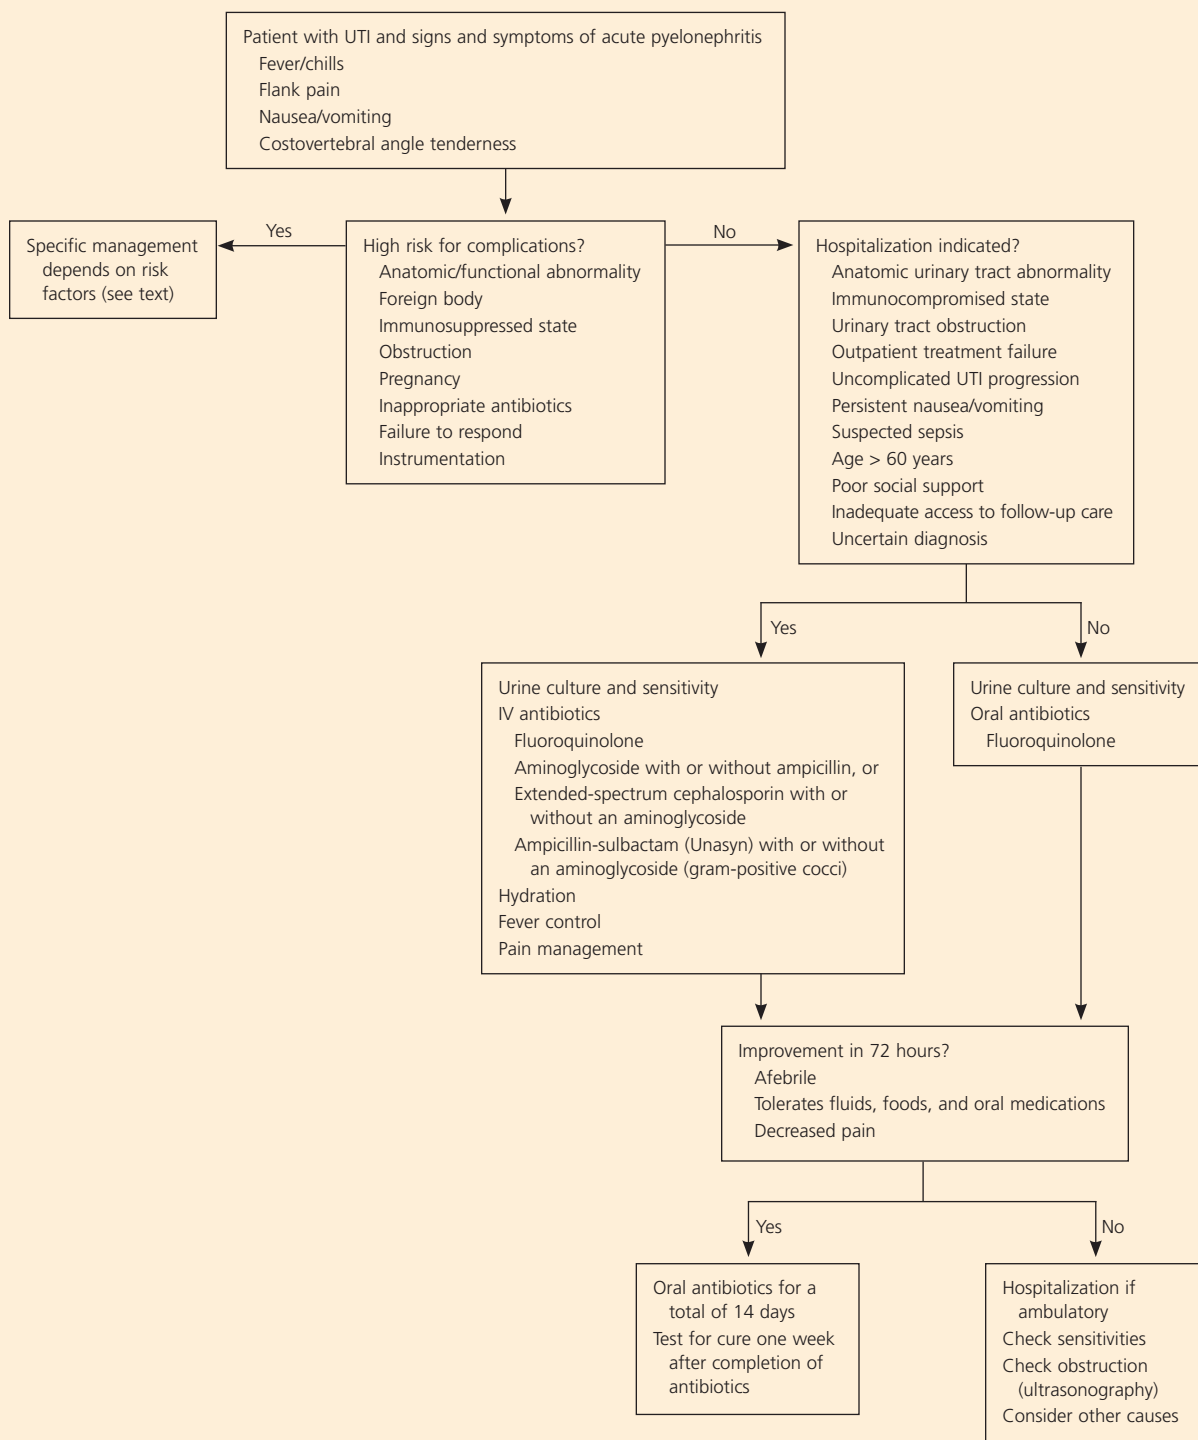 Patient with UTI and signs and symptoms of acute pyelonephritis
Fever/chills
Flank pain
Nausea/vomiting
Costovertebral angle tenderness
Yes
No
Specific management
depends on risk
factors (see text)
High risk for complications?
Anatomic/functional abnormality
Foreign body
Immunosuppressed state
Obstruction
Pregnancy
Inappropriate antibiotics
Failure to respond
Instrumentation
Hospitalization indicated?
Anatomic urinary tract abnormality
Immunocompromised state
Urinary tract obstruction
Outpatient treatment failure
Uncomplicated UTI progression
Persistent nausea/vomiting
Suspected sepsis
Age > 60 years
Poor social support
Inadequate access to follow-up care
Uncertain diagnosis
Yes
No
Urine culture and sensitivity
IV antibiotics
Fluoroquinolone
Aminoglycoside with or without ampicillin, or
Extended-spectrum cephalosporin with or
without an aminoglycoside
Ampicillin-sulbactam (Unasyn) with or without
an aminoglycoside (gram-positive cocci)
Hydration
Fever control
Pain management
Urine culture and sensitivity
Oral antibiotics
Fluoroquinolone
Improvement in 72 hours?
Afebrile
Tolerates fluids, foods, and oral medications
Decreased pain
Yes
No
Oral antibiotics for a
total of 14 days
Test for cure one week
after completion of
antibiotics
Hospitalization if
ambulatory
Check sensitivities
Check obstruction
(ultrasonography)
Consider other causes